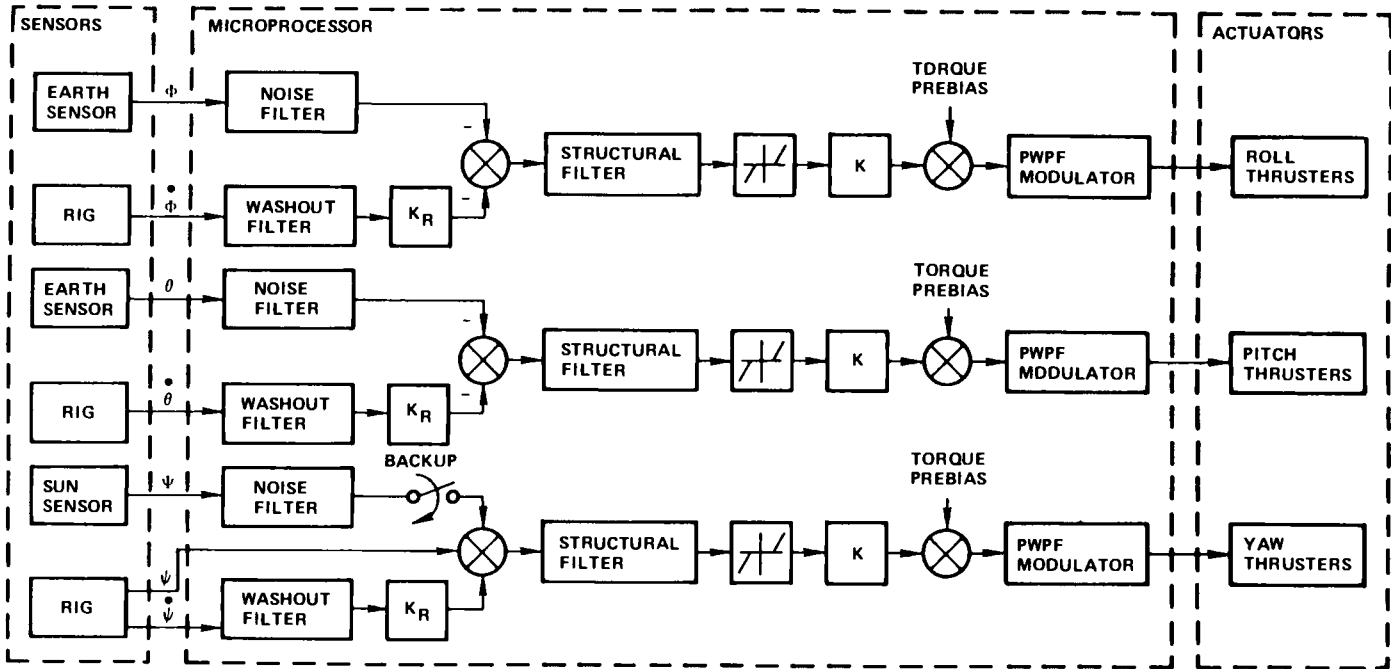 SENSORS
MICROPROCESSOR
ACTUATORS
EARTH
SENSOR
Φ
NOISE
FILTER
-
TDRQUE
PREBIAS
STRUCTURAL
FILTER
K
PWPF
MODULATOR
ROLL
THRUSTERS
RIG
Φ̇
WASHOUT
FILTER
K_R
-
EARTH
SENSOR
θ
NOISE
FILTER
-
TORQUE
PREBIAS
STRUCTURAL
FILTER
K
PWPF
MDDULATOR
PITCH
THRUSTERS
RIG
θ̇
WASHOUT
FILTER
K_R
-
BACKUP
SUN
SENSOR
Ψ
NOISE
FILTER
TORQUE
PREBIAS
STRUCTURAL
FILTER
K
PWPF
MODULATOR
YAW
THRUSTERS
RIG
ψ
ψ̇
WASHOUT
FILTER
K_R